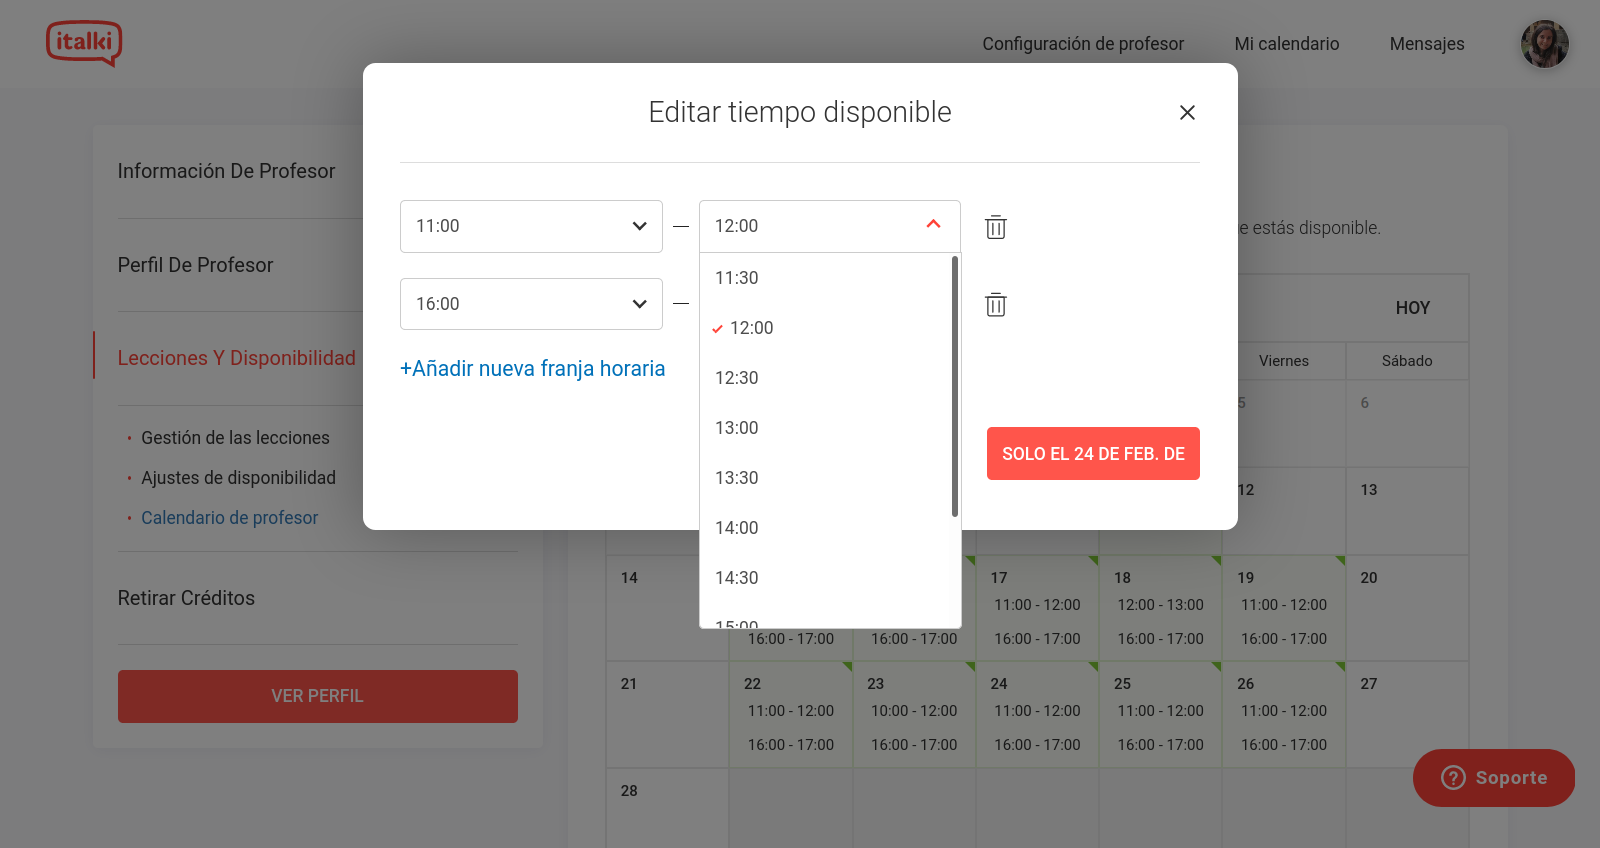 italki
Configuración de profesor
Mi calendario
Mensajes
Editar tiempo disponible
Información De Profesor
Perfil De Profesor
Lecciones Y Disponibilidad
Gestión de las lecciones
Ajustes de disponibilidad
Calendario de profesor
Retirar Créditos
VER PERFIL
11:00 — 12:00
16:00 —
+Añadir nueva franja horaria
11:30
12:00
12:30
13:00
13:30
14:00
14:30
15:00
SOLO EL 24 DE FEB. DE
e estás disponible.
HOY
Viernes Sábado
5 6
12 13
14 17 18 19 20
11:00 - 12:00 12:00 - 13:00 11:00 - 12:00
16:00 - 17:00 16:00 - 17:00 16:00 - 17:00 16:00 - 17:00 16:00 - 17:00
21 22 23 24 25 26 27
11:00 - 12:00 10:00 - 12:00 11:00 - 12:00 11:00 - 12:00 11:00 - 12:00
16:00 - 17:00 16:00 - 17:00 16:00 - 17:00 16:00 - 17:00 16:00 - 17:00
28
Soporte